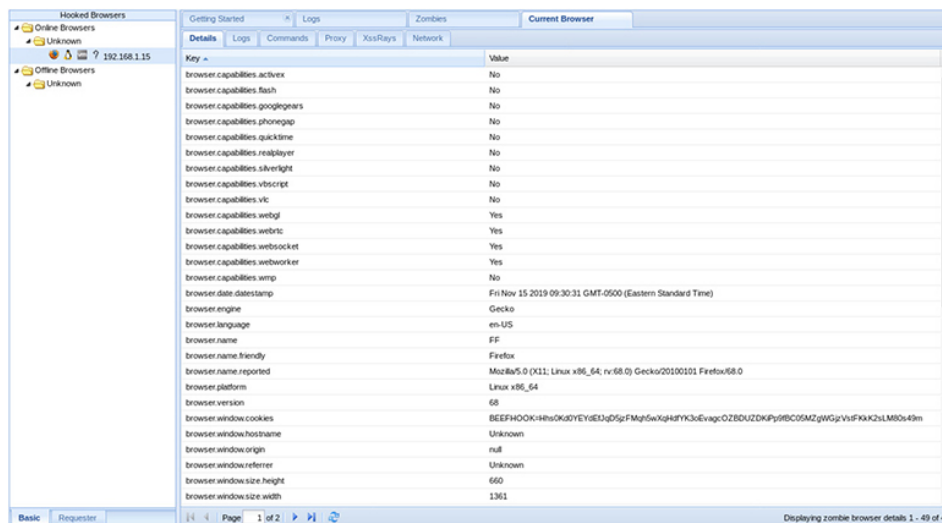 Hooked Browsers
Online Browsers
Unknown
? 192.168.1.15
Offline Browsers
Unknown
Basic Requester
Getting Started Logs Zombies Current Browser
Details Logs Commands Proxy XssRays Network
Key Value
browser.capabilities.activex No
browser.capabilities.flash No
browser.capabilities.googlegears No
browser.capabilities.phonegap No
browser.capabilities.quicktime No
browser.capabilities.realplayer No
browser.capabilities.silverlight No
browser.capabilities.vbscript No
browser.capabilities.vlc No
browser.capabilities.webgl Yes
browser.capabilities.webrtc Yes
browser.capabilities.websocket Yes
browser.capabilities.webworker Yes
browser.capabilities.wmp No
browser.date.datestamp Fri Nov 15 2019 09:30:31 GMT-0500 (Eastern Standard Time)
browser.engine Gecko
browser.language en-US
browser.name FF
browser.name.friendly Firefox
browser.name.reported Mozilla/5.0 (X11; Linux x86_64; rv:68.0) Gecko/20100101 Firefox/68.0
browser.platform Linux x86_64
browser.version 68
browser.window.cookies
browser.window.hostname Unknown
browser.window.origin null
browser.window.referrer Unknown
browser.window.size.height 660
browser.window.size.width 1361
Page 1 of 2 Displaying zombie browser details 1 - 49 of